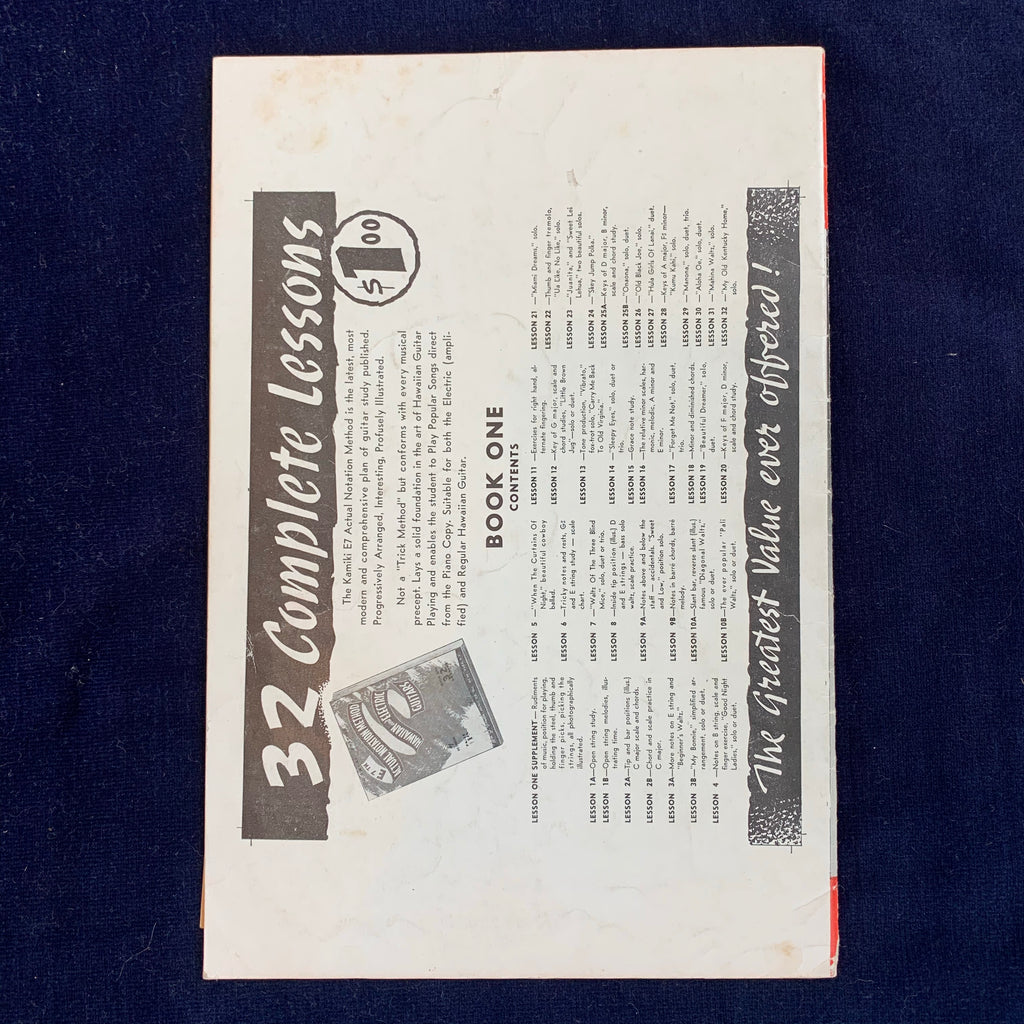 32 Complete Lessons
$1.00
The Kamiki E7 Actual Notation Method is the latest, most
modern and comprehensive plan of guitar study published.
Progressively Arranged, Interesting, Profusely Illustrated.
Not a "Trick Method" but conforms with every musical
precept. Lays a solid foundation in the art of Hawaiian Guitar
Playing and enables the student to Play Popular Songs direct
from the Piano Copy. Suitable for both the Electric (ampli-
fied) and Regular Hawaiian Guitar.
E 7TH
ACTUAL NOTATION METHOD
HAWAIIAN ELECTRIC
GUITARS
BOOK ONE
CONTENTS
LESSON ONE SUPPLEMENT—Rudiments
of music, position for playing,
holding the steel, thumb and
finger picks, picking the
strings, all photographically
illustrated.
LESSON 1A—Open string study.
LESSON 1B—Open string melodies, illus-
trating time.
LESSON 2A—Tip and bar positions, (illus.)
C major scale and chords.
LESSON 2B—Chord and scale practice in
C major.
LESSON 3A—More notes on E string and
"Beginner's Waltz."
LESSON 3B—"My Bonnie," simplified ar-
rangement, solo or duet.
LESSON 4—Notes on B string, scale and
finger exercise, "Good Night
Ladies," solo or duet.
LESSON 5—"When The Curtains Of
Night," beautiful cowboy
ballad.
LESSON 6—Tricky notes and rests, G♯
and E string study — scale
chart.
LESSON 7—"Waltz Of The Three Blind
Mice," solo, duet or trio.
LESSON 8—Inside tip position (illus.) D
and E strings — bass solo
waltz, scale practice.
LESSON 9A—Notes above and below the
staff — accidentals. "Sweet
and Low," position solo.
LESSON 9B—Notes in barré chords, barré
melody.
LESSON 10A—Slant bar, reverse slant (illus.)
famous "Diagonal Waltz,"
solo or duet.
LESSON 10B—The ever popular "Pali
Waltz," solo or duet.
LESSON 11—Exercises for right hand, al-
ternate fingering.
LESSON 12—Key of G major, scale and
chord studies, "Little Brown
Jug"—solo or duet.
LESSON 13—Tone production, "Vibrato,"
fox-trot solo, "Carry Me Back
To Old Virginia."
LESSON 14—"Sleepy Eyes," solo, duet or
trio.
LESSON 15—Grace note study.
LESSON 16—The relative minor scales, har-
monic, melodic, A minor and
E minor.
LESSON 17—"Forget Me Not," solo, duet,
trio.
LESSON 18—Minor and diminished chords.
LESSON 19—"Beautiful Dreamer," solo,
duet.
LESSON 20—Keys of F major, D minor,
scale and chord study.
LESSON 21—"Miami Dreams," solo.
LESSON 22—Thumb and finger tremolo,
"Ua Like, No Like," solo.
LESSON 23—"Juanita," and "Sweet Lei
Lehua," two beautiful solos.
LESSON 24—"Skey Jump Polka."
LESSON 25A—Keys of D major, B minor,
scale and chord study.
LESSON 25B—"Onaona," solo, duet.
LESSON 26—"Old Black Joe," solo.
LESSON 27—"Hula Girls Of Lanai," duet.
LESSON 28—Keys of A major, F♯ minor—
"Kumu Kahi," solo.
LESSON 29—"Manona," solo, duet, trio.
LESSON 30—"Aloha Oe," solo, duet.
LESSON 31—"Mahina Waltz," solo.
LESSON 32—"My Old Kentucky Home,"
solo.
The Greatest Value ever offered!